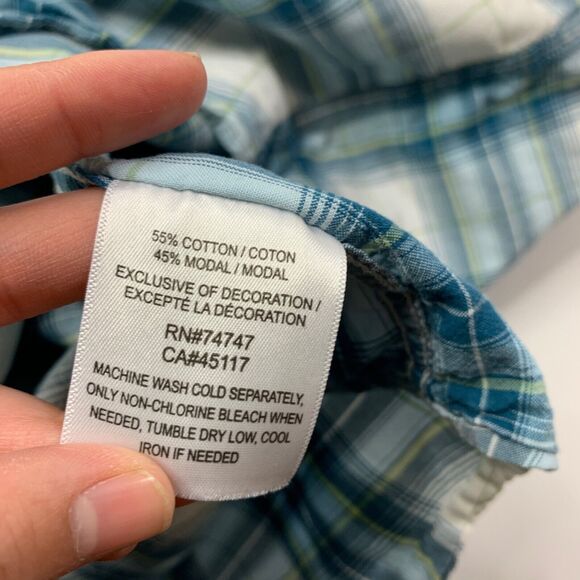 55% COTTON / COTON
45% MODAL / MODAL
EXCLUSIVE OF DECORATION /
EXCEPTÉ LA DÉCORATION
RN#74747
CA#45117
MACHINE WASH COLD SEPARATELY,
ONLY NON-CHLORINE BLEACH WHEN
NEEDED, TUMBLE DRY LOW, COOL
IRON IF NEEDED